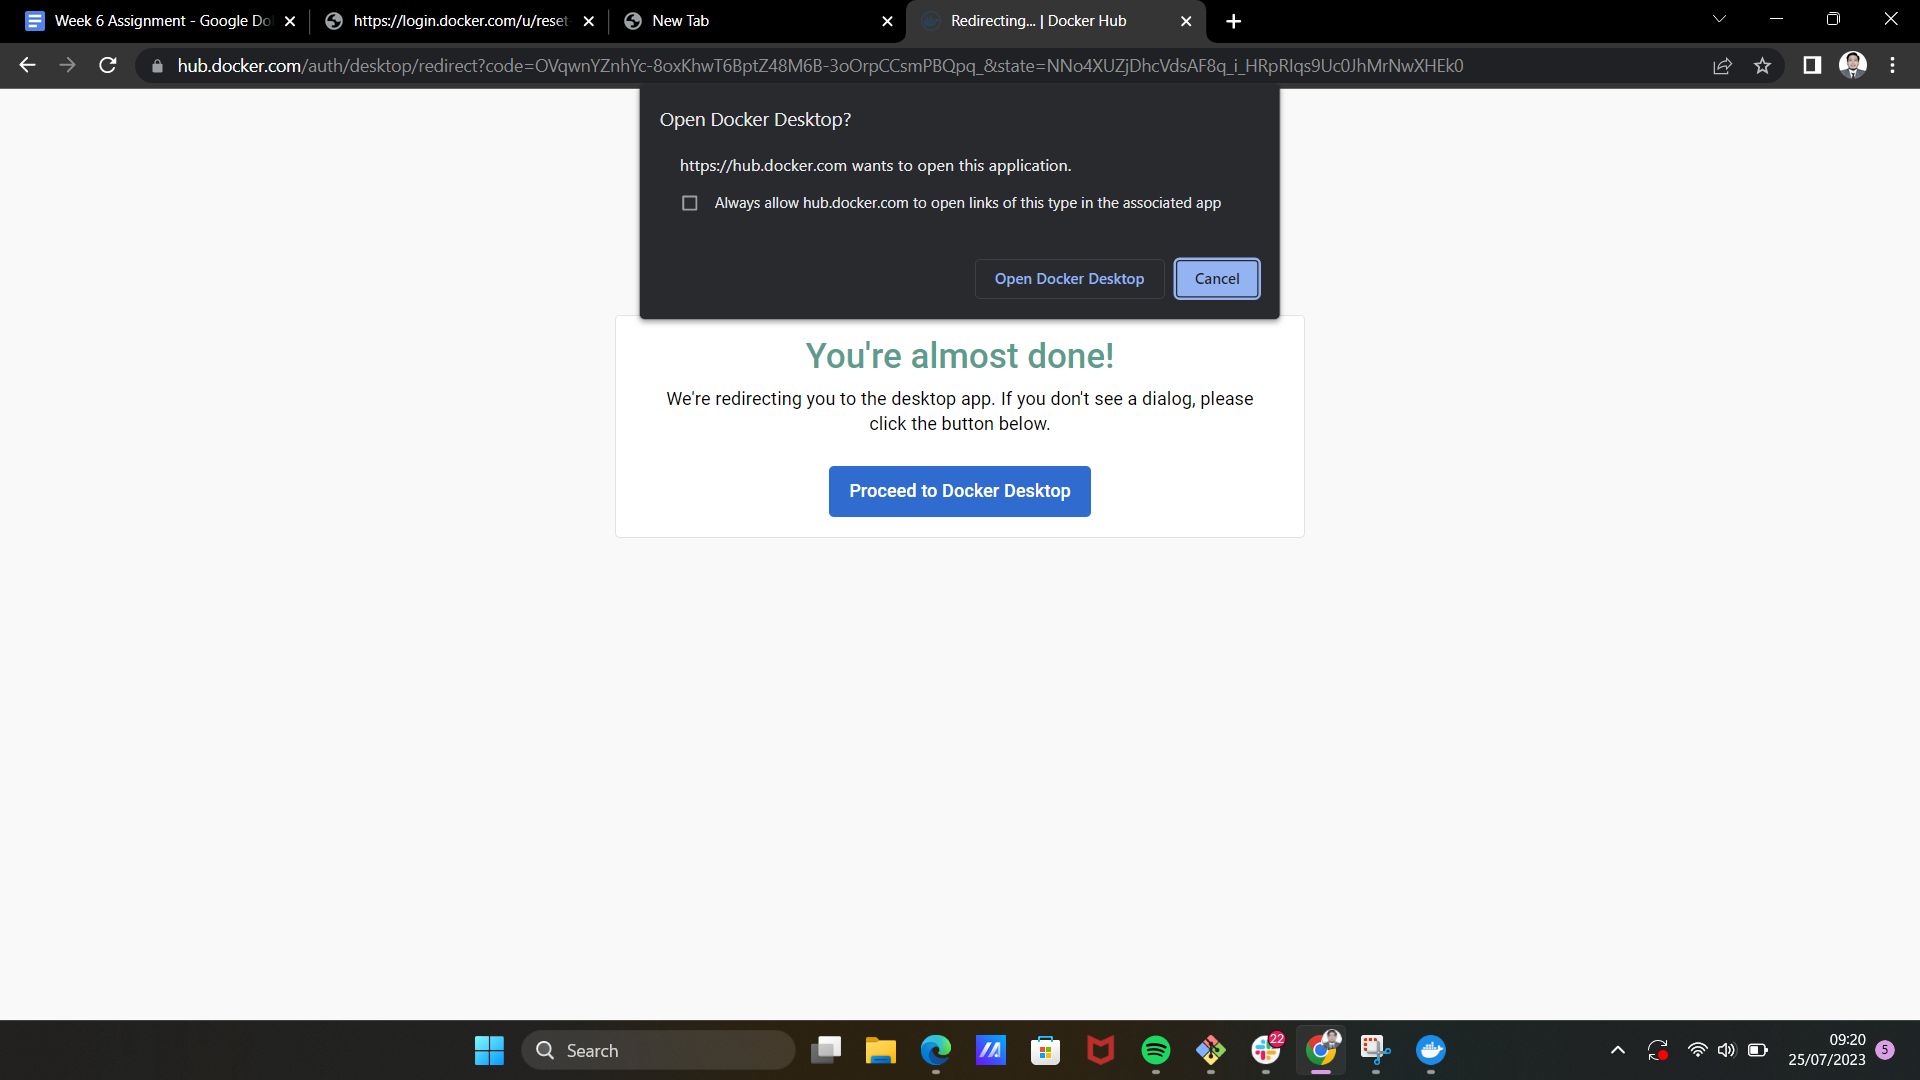 Week 6 Assignment - Google Do
https://login.docker.com/u/reset
New Tab
Redirecting... | Docker Hub
hub.docker.com/auth/desktop/redirect?code=OVqwnYZnhYc-8oxKhwT6BptZ48M6B-3oOrpCCsmPBQpq_&state=NNo4XUZjDhcVdsAF8q_i_HRpRIqs9Uc0JhMrNwXHEk0
Open Docker Desktop?
https://hub.docker.com wants to open this application.
Always allow hub.docker.com to open links of this type in the associated app
Open Docker Desktop
Cancel
You're almost done!
We're redirecting you to the desktop app. If you don't see a dialog, please
click the button below.
Proceed to Docker Desktop
Search
22
09:20
25/07/2023
5